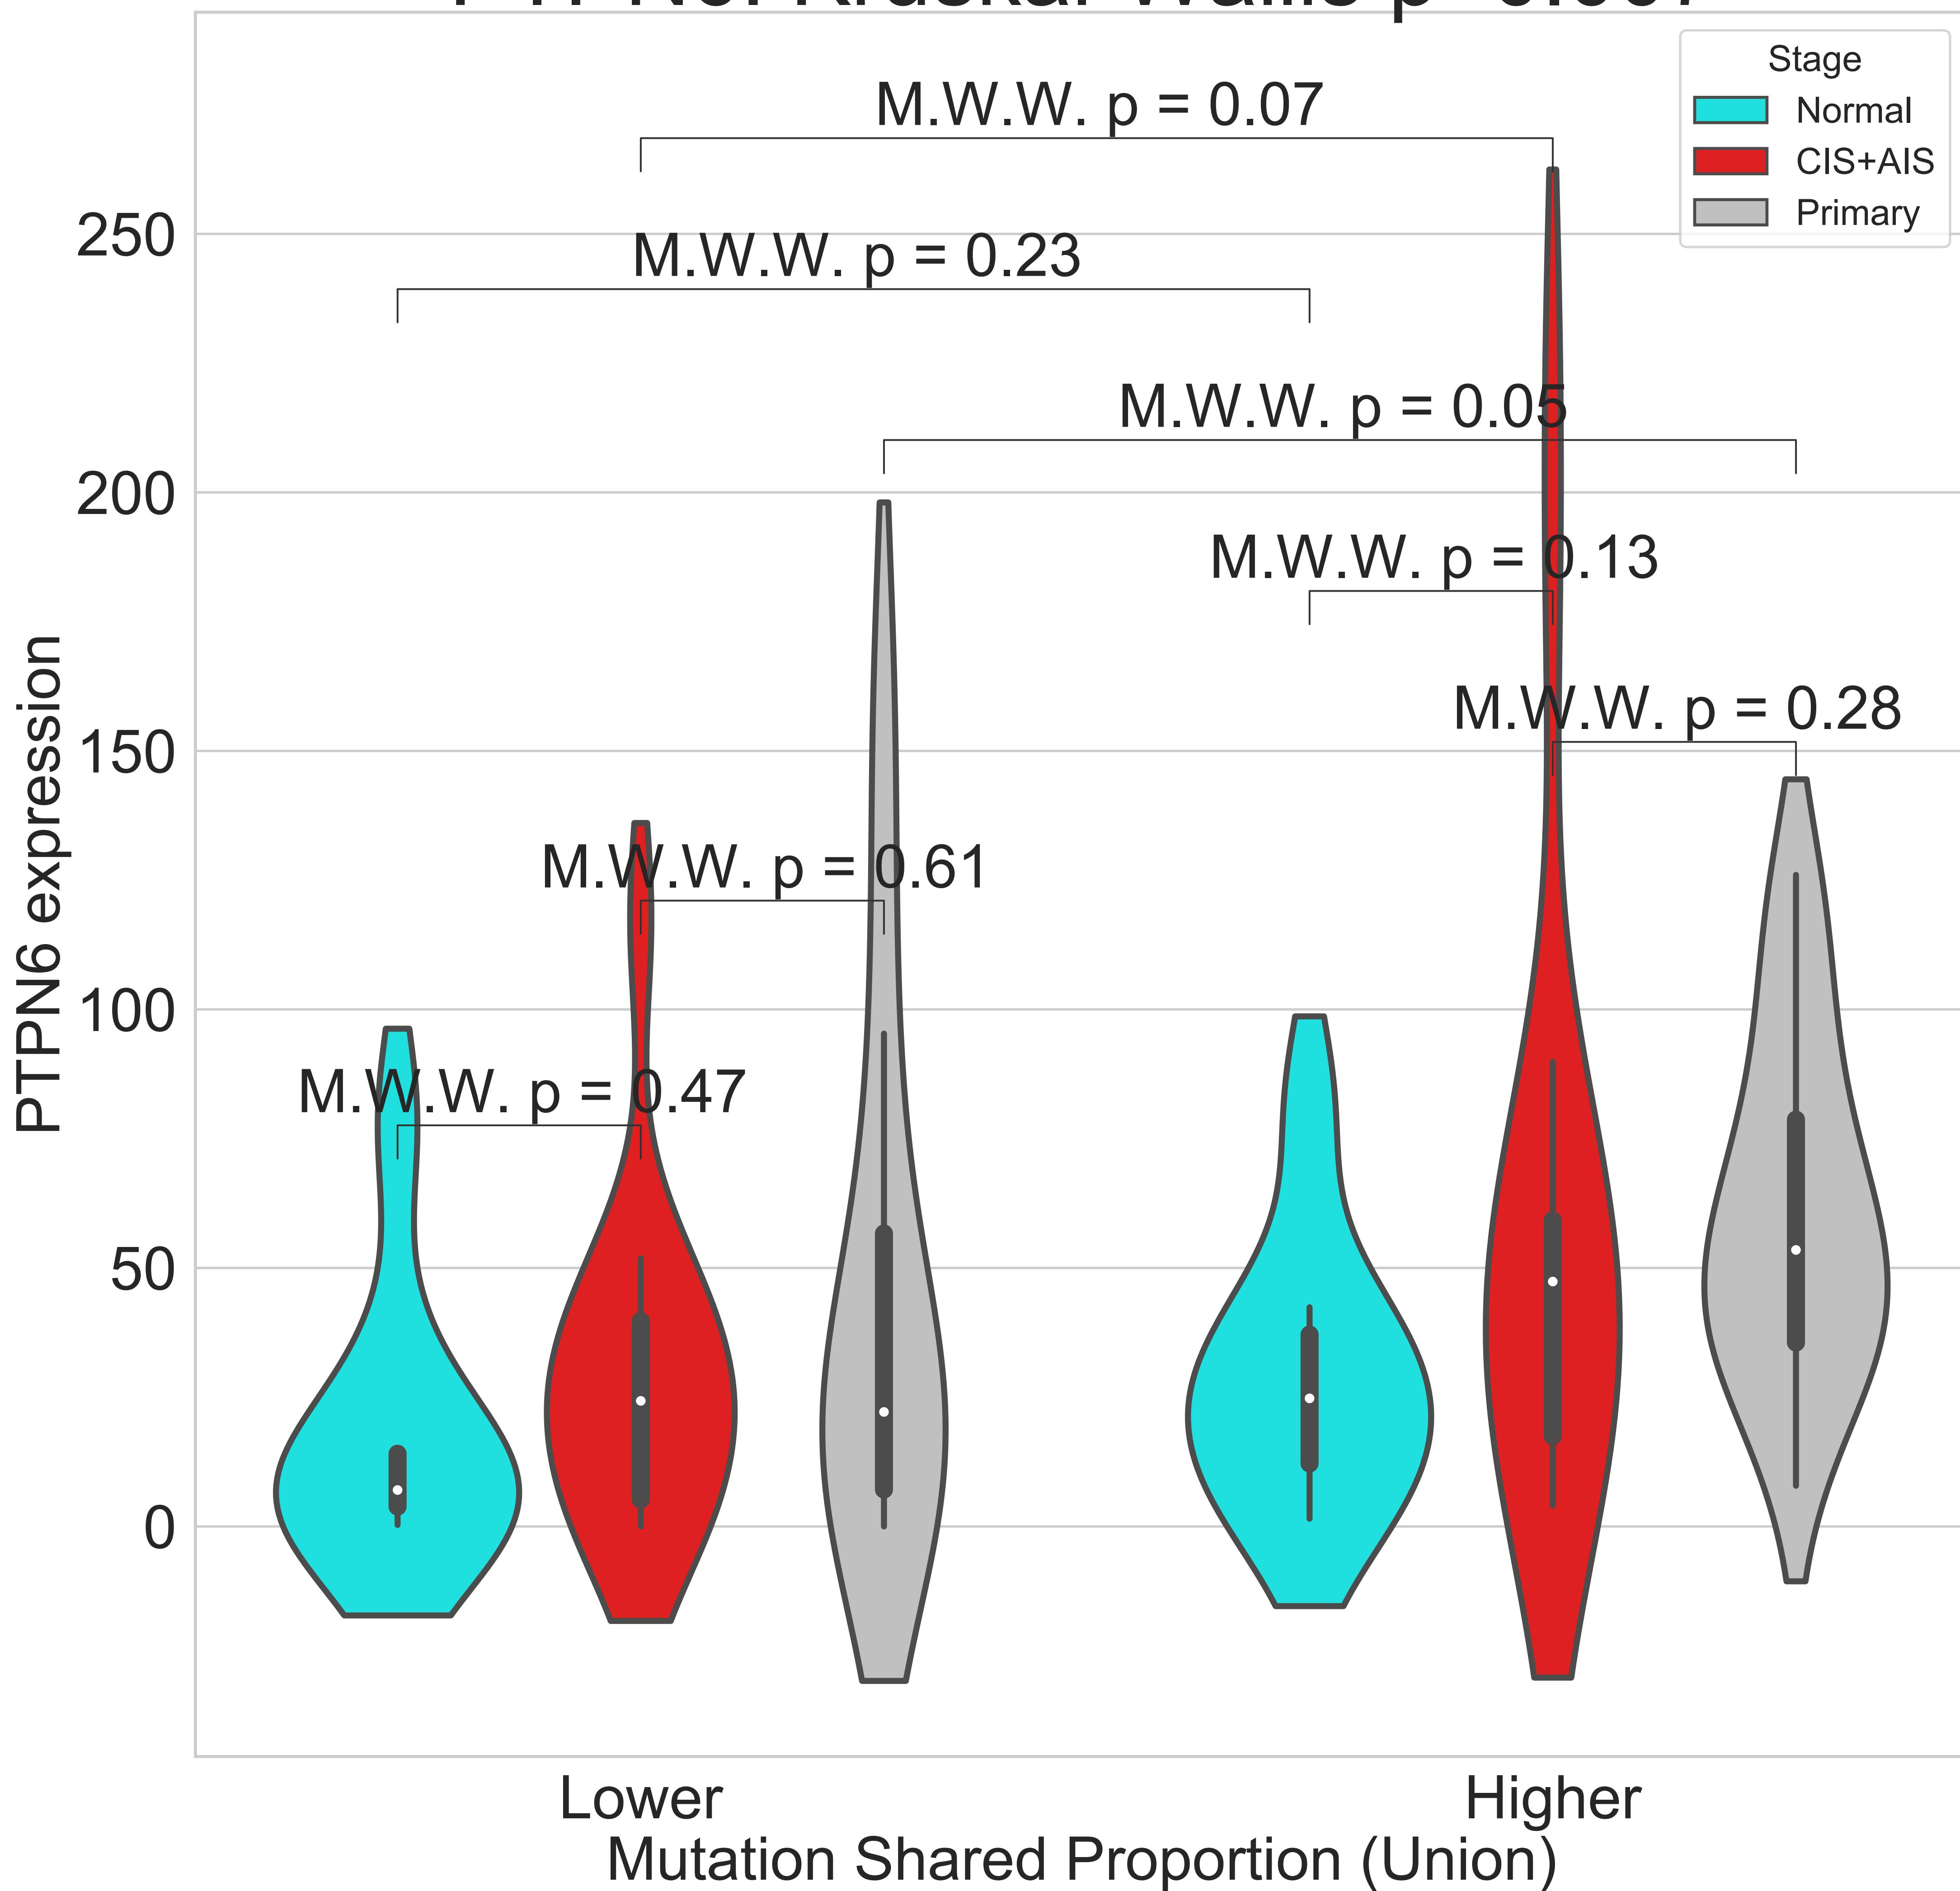 Stage
Normal
CIS+AIS
Primary
M.W.W. p = 0.07
M.W.W. p = 0.23
M.W.W. p = 0.05
M.W.W. p = 0.13
M.W.W. p = 0.28
M.W.W. p = 0.61
M.W.W. p = 0.47
250
200
150
100
50
0
PTPN6 expression
Lower
Higher
Mutation Shared Proportion (Union)